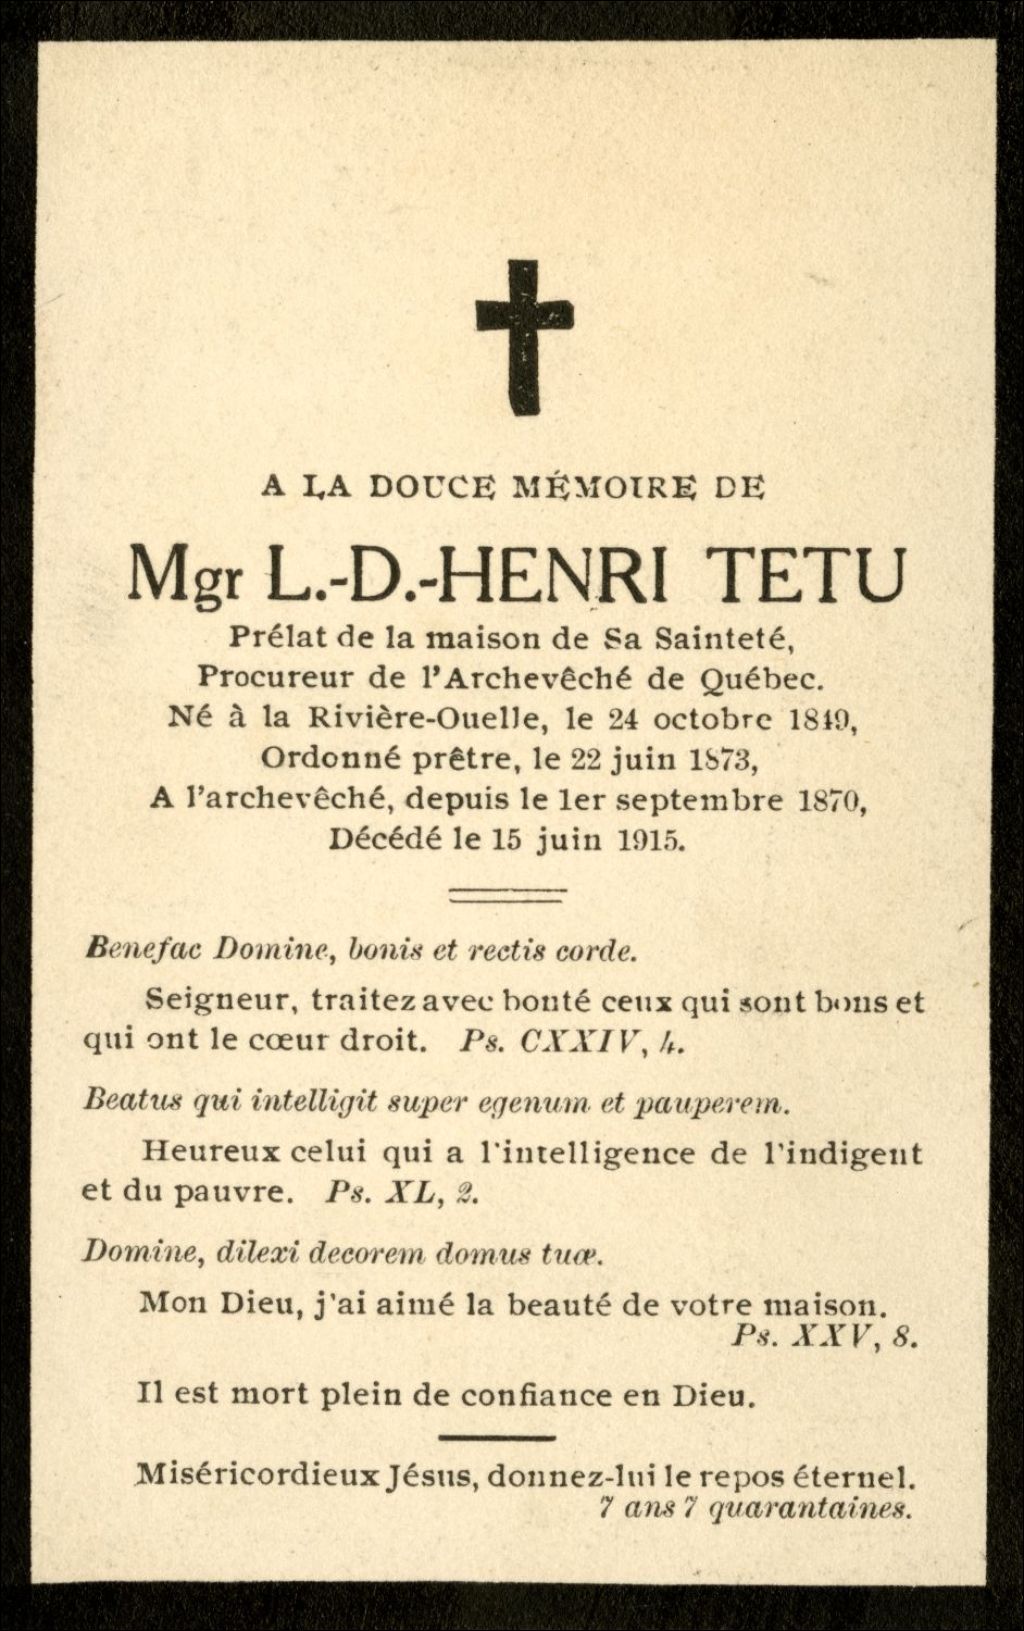 A LA DOUCE MÉMOIRE DE
Mgr L.-D.-HENRI TETU
Prélat de la maison de Sa Sainteté,
Procureur de l'Archevêché de Québec.
Né à la Rivière-Ouelle, le 24 octobre 1849,
Ordonné prêtre, le 22 juin 1873,
A l'archevêché, depuis le 1er septembre 1870,
Décédé le 15 juin 1915.
Benefac Domine, bonis et rectis corde.
Seigneur, traitez avec bonté ceux qui sont bons et
qui ont le cœur droit. Ps. CXXIV, 4.
Beatus qui intelligit super egenum et pauperem.
Heureux celui qui a l'intelligence de l'indigent
et du pauvre. Ps. XL, 2.
Domine, dilexi decorem domus tuæ.
Mon Dieu, j'ai aimé la beauté de votre maison.
Ps. XXV, 8.
Il est mort plein de confiance en Dieu.
Miséricordieux Jésus, donnez-lui le repos éternel.
7 ans 7 quarantaines.